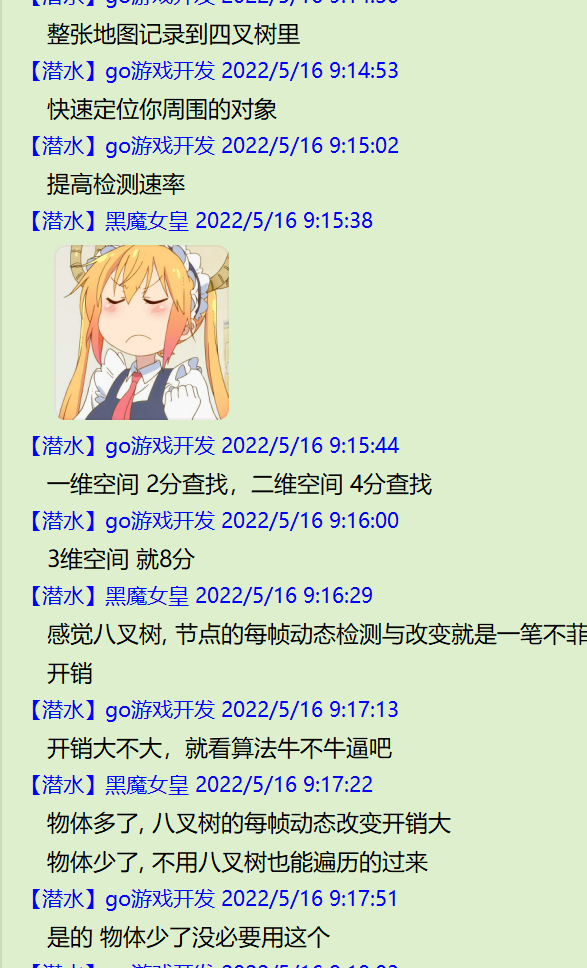 整张地图记录到四叉树里
【潜水】go游戏开发 2022/5/16 9:14:53
快速定位你周围的对象
【潜水】go游戏开发 2022/5/16 9:15:02
提高检测速率
【潜水】黑魔女皇 2022/5/16 9:15:38
【潜水】go游戏开发 2022/5/16 9:15:44
一维空间 2分查找，二维空间 4分查找
【潜水】go游戏开发 2022/5/16 9:16:00
3维空间 就8分
【潜水】黑魔女皇 2022/5/16 9:16:29
感觉八叉树, 节点的每帧动态检测与改变就是一笔不菲
开销
【潜水】go游戏开发 2022/5/16 9:17:13
开销大不大，就看算法牛不牛逼吧
【潜水】黑魔女皇 2022/5/16 9:17:22
物体多了, 八叉树的每帧动态改变开销大
物体少了, 不用八叉树也能遍历的过来
【潜水】go游戏开发 2022/5/16 9:17:51
是的 物体少了没必要用这个